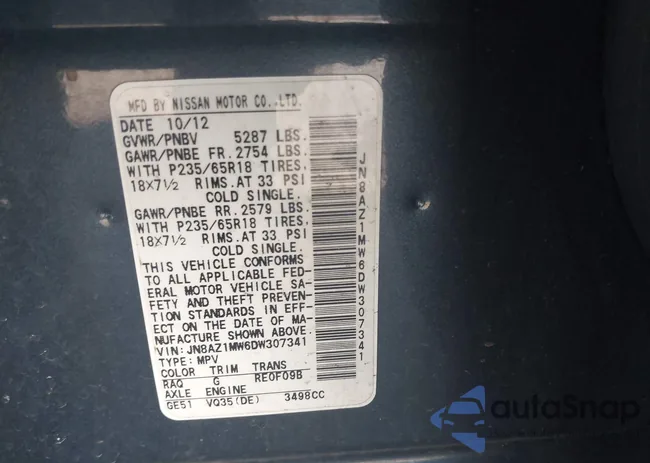 MFD BY NISSAN MOTOR CO.,LTD.
DATE 10/12
GVWR/PNBV 5287 LBS.
GAWR/PNBE FR. 2754 LBS.
WITH P235/65R18 TIRES.
18X7½ RIMS. AT 33 PSI
COLD SINGLE.
GAWR/PNBE RR. 2579 LBS.
WITH P235/65R18 TIRES.
18X7½ RIMS. AT 33 PSI
COLD SINGLE.
THIS VEHICLE CONFORMS
TO ALL APPLICABLE FED-
ERAL MOTOR VEHICLE SA-
FETY AND THEFT PREVEN-
TION STANDARDS IN EFF-
ECT ON THE DATE OF MA-
NUFACTURE SHOWN ABOVE.
VIN: JN8AZ1MW6DW307341
TYPE: MPV
COLOR TRIM TRANS
RAQ G RE0F09B
AXLE ENGINE
GE51 VQ35(DE) 3498CC
JN8AZ1MW6DW307341
autoSnap
Powered by AutoAstat